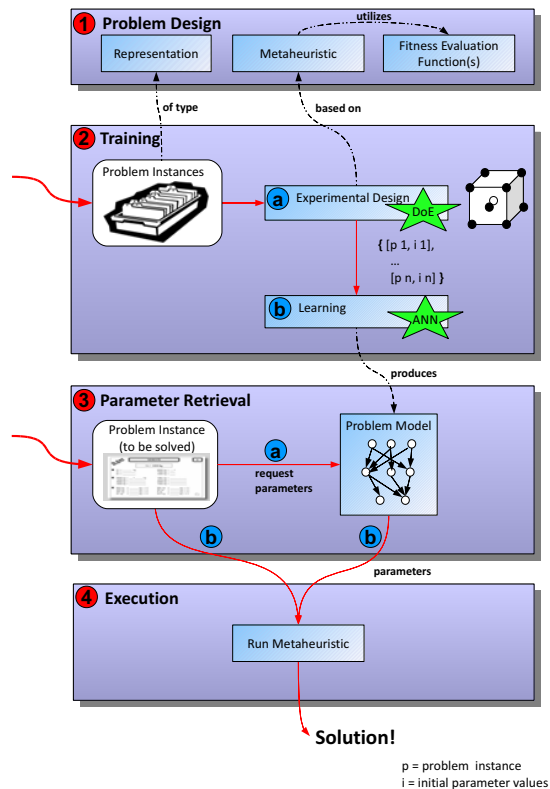 1 Problem Design
utilizes
Representation
Metaheuristic
Fitness Evaluation
Function(s)
of type
based on
2 Training
Problem Instances
a Experimental Design
DoE
{ [p 1, i 1],
...
[p n, i n] }
b Learning
ANN
produces
3 Parameter Retrieval
Problem Instance
(to be solved)
Problem Model
a
request
parameters
b
b
parameters
4 Execution
Run Metaheuristic
Solution!
p = problem instance
i = initial parameter values